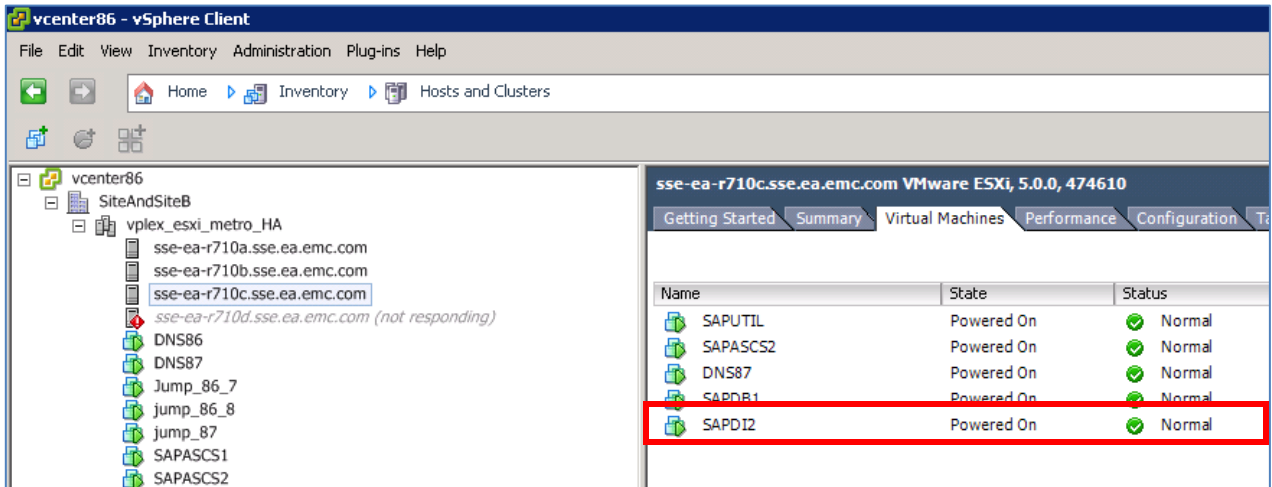 vcenter86 - vSphere Client
File Edit View Inventory Administration Plug-ins Help
Home Inventory Hosts and Clusters
vcenter86
SiteAndSiteB
vplex_esxi_metro_HA
sse-ea-r710a.sse.ea.emc.com
sse-ea-r710b.sse.ea.emc.com
sse-ea-r710c.sse.ea.emc.com
sse-ea-r710d.sse.ea.emc.com (not responding)
DNS86
DNS87
Jump_86_7
jump_86_8
jump_87
SAPASCS1
SAPASCS2
sse-ea-r710c.sse.ea.emc.com VMware ESXi, 5.0.0, 474610
Getting Started Summary Virtual Machines Performance Configuration
Name State Status
SAPUTIL Powered On Normal
SAPASCS2 Powered On Normal
DNS87 Powered On Normal
SAPDB1 Powered On Normal
SAPDI2 Powered On Normal